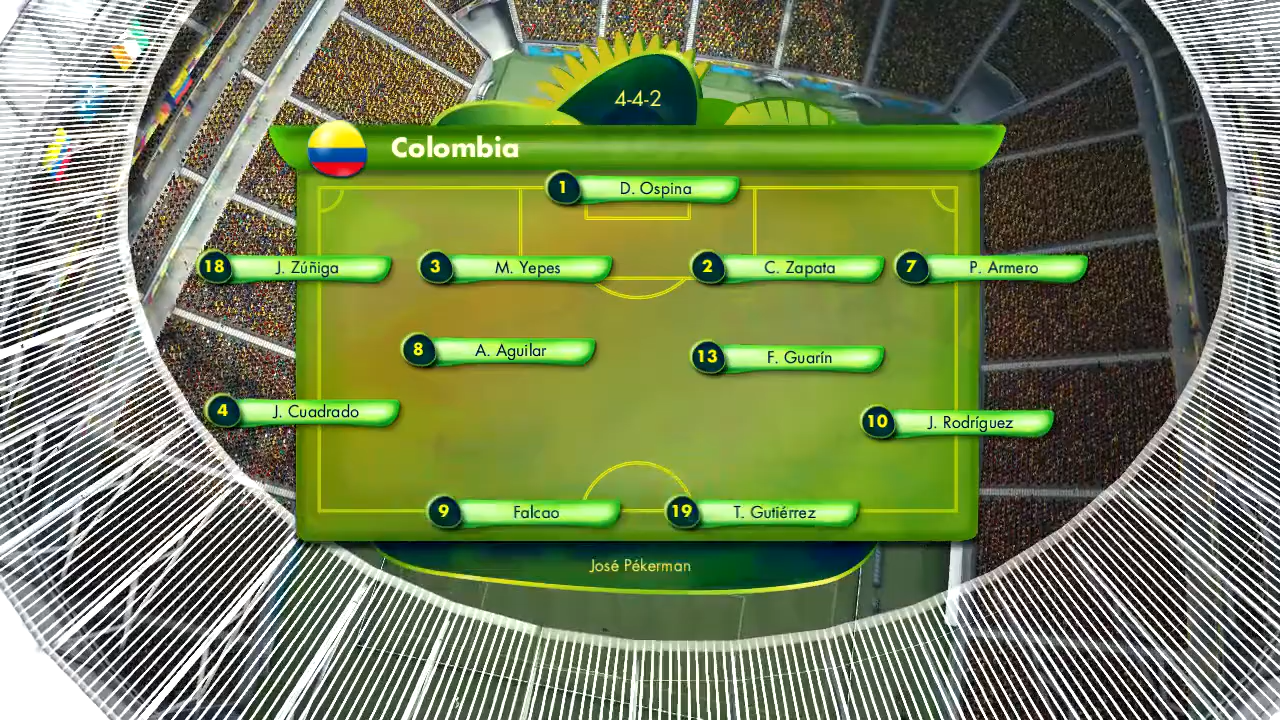 4-4-2
Colombia
1 D. Ospina
18 J. Zúñiga
3 M. Yepes
2 C. Zapata
7 P. Armero
8 A. Aguilar
13 F. Guarín
4 J. Cuadrado
10 J. Rodríguez
9 Falcao
19 T. Gutiérrez
José Pékerman